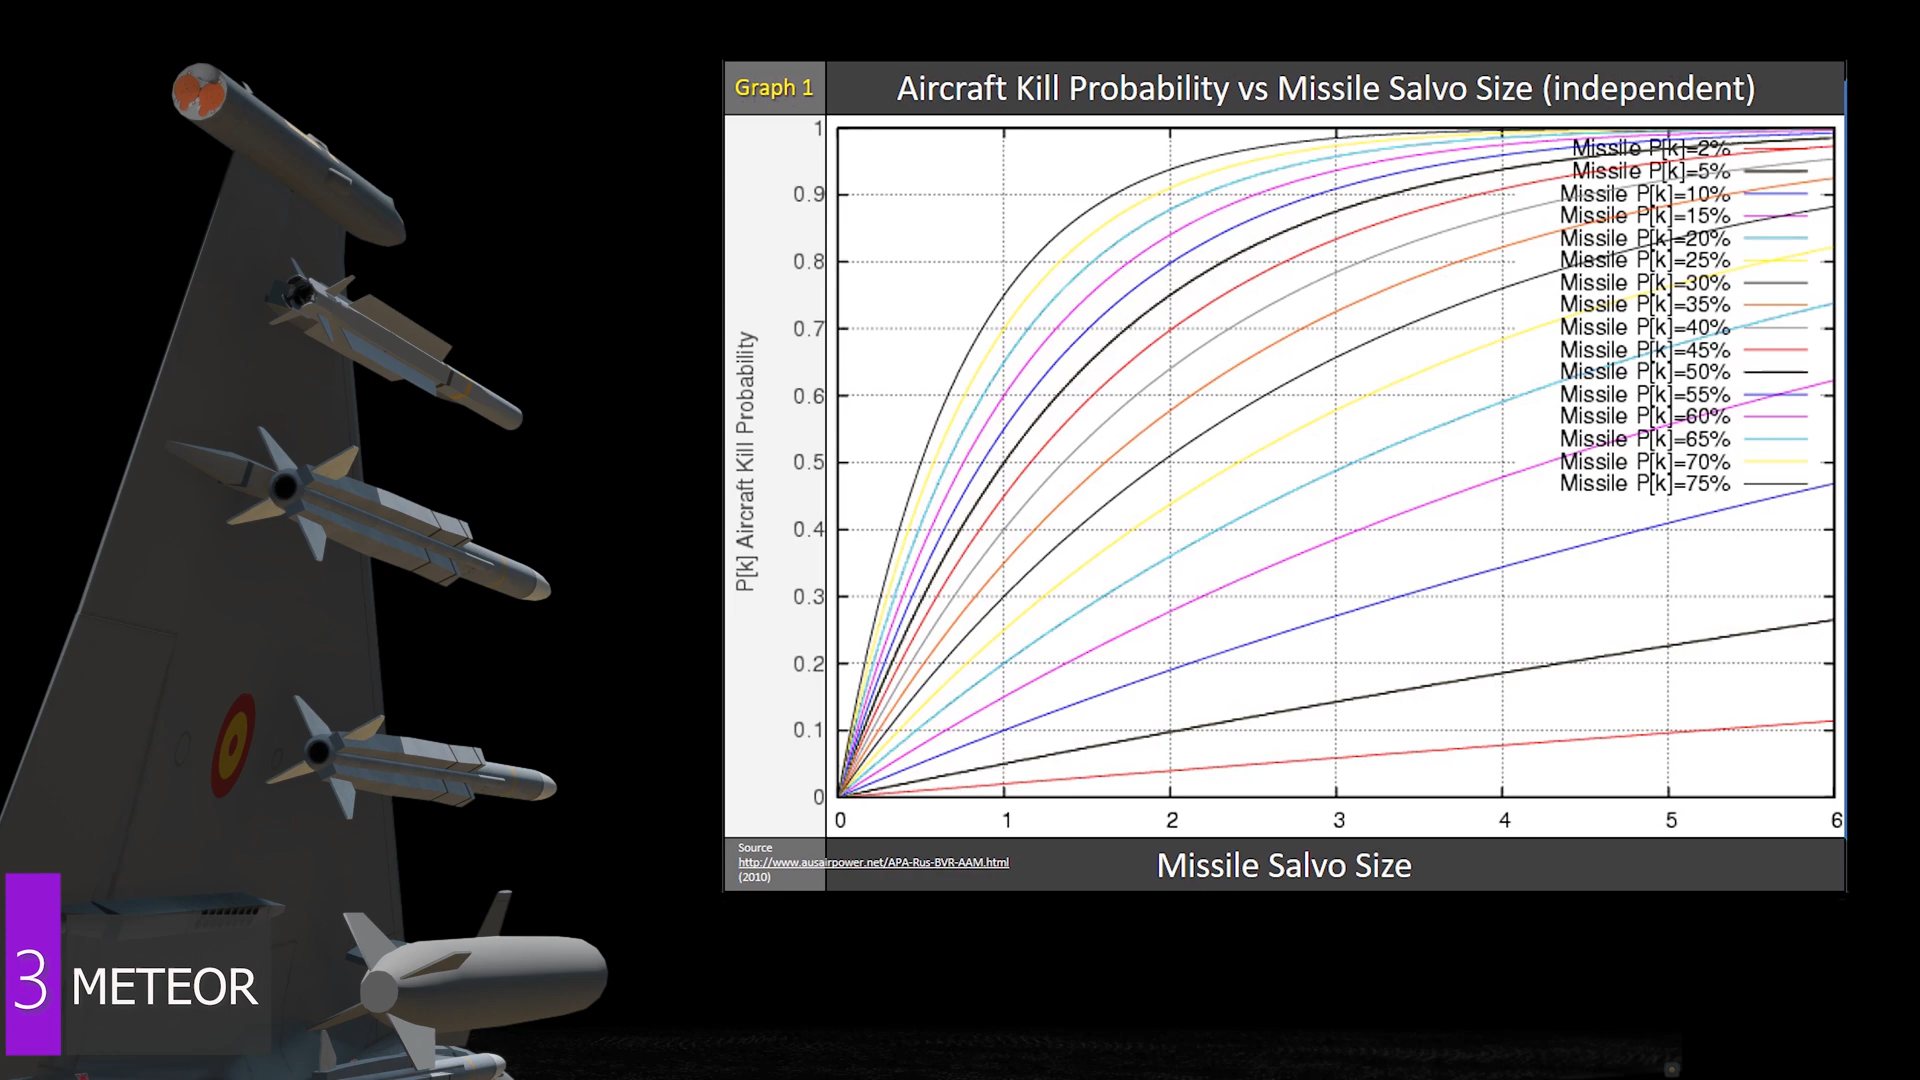 Graph 1
Aircraft Kill Probability vs Missile Salvo Size (independent)
P[k] Aircraft Kill Probability
1
0.9
0.8
0.7
0.6
0.5
0.4
0.3
0.2
0.1
0
Missile P[k]=2%
Missile P[k]=5%
Missile P[k]=10%
Missile P[k]=15%
Missile P[k]=20%
Missile P[k]=25%
Missile P[k]=30%
Missile P[k]=35%
Missile P[k]=40%
Missile P[k]=45%
Missile P[k]=50%
Missile P[k]=55%
Missile P[k]=60%
Missile P[k]=65%
Missile P[k]=70%
Missile P[k]=75%
0 1 2 3 4 5 6
Missile Salvo Size
Source
http://www.ausairpower.net/APA-Rus-BVR-AAM.html
(2010)
3 METEOR